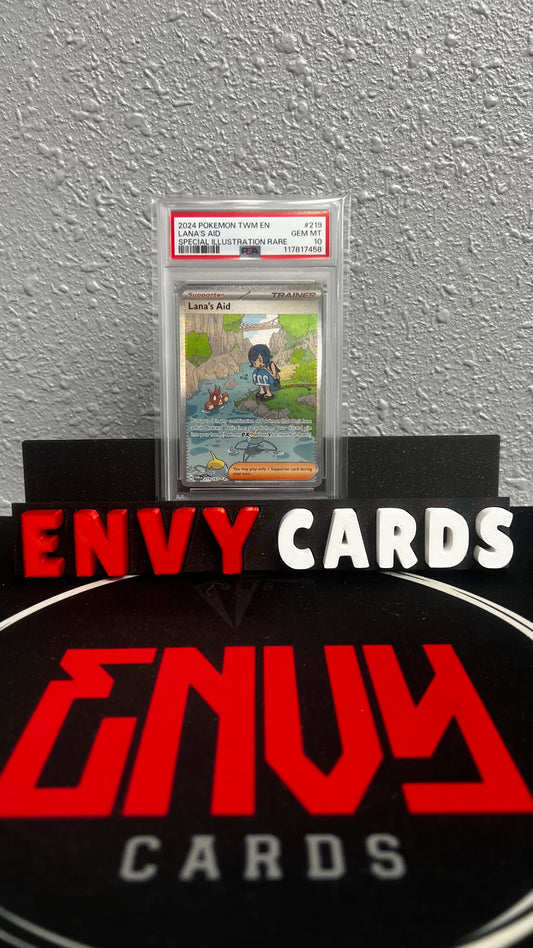 2024 POKEMON TWM EN #219
LANA'S AID GEM MT
SPECIAL ILLUSTRATION RARE 10
PSA 117817458
Supporter TRAINER
Lana's Aid
You may play only 1 Supporter card during
your turn.
ENVY CARDS
ENVY
CARDS